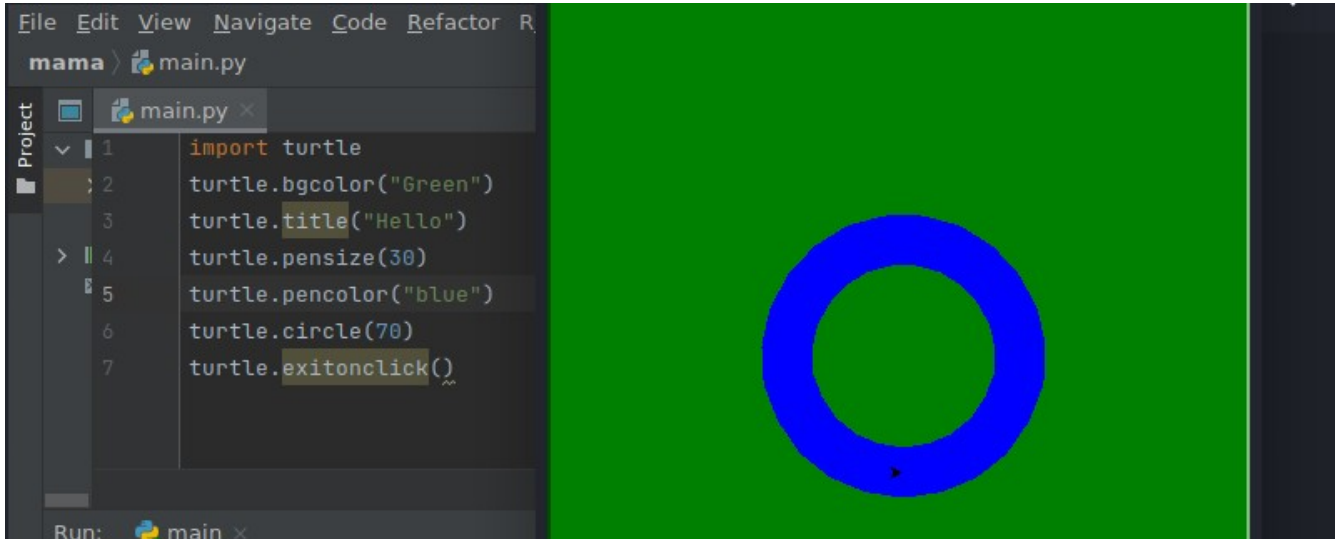 File Edit View Navigate Code Refactor R
mama main.py
Project
main.py
1 import turtle
2 turtle.bgcolor("Green")
3 turtle.title("Hello")
4 turtle.pensize(30)
5 turtle.pencolor("blue")
6 turtle.circle(70)
7 turtle.exitonclick()
Run: main